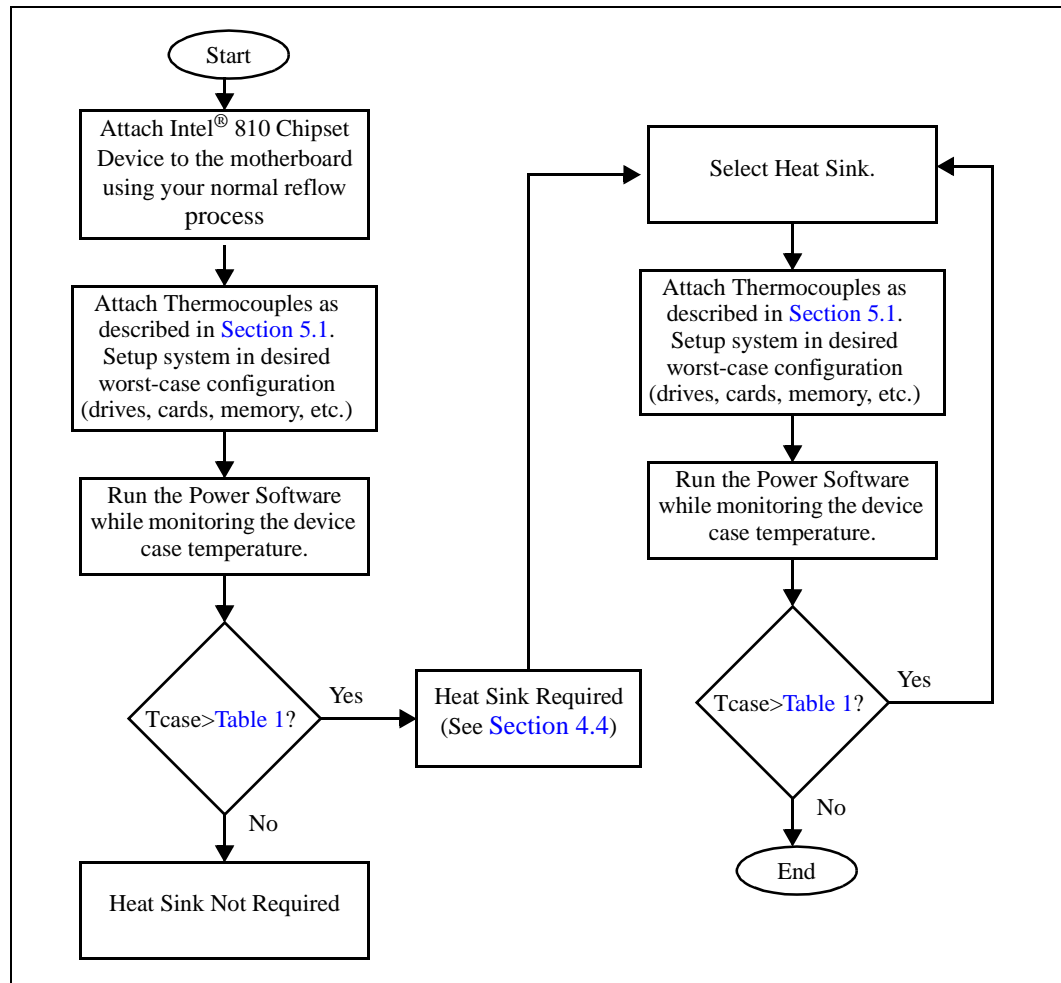 Start
Attach Intel® 810 Chipset
Device to the motherboard
using your normal reflow
process
Attach Thermocouples as
described in Section 5.1.
Setup system in desired
worst-case configuration
(drives, cards, memory, etc.)
Run the Power Software
while monitoring the device
case temperature.
Tcase>Table 1?
Yes
No
Heat Sink Not Required
Heat Sink Required
(See Section 4.4)
Select Heat Sink.
Attach Thermocouples as
described in Section 5.1.
Setup system in desired
worst-case configuration
(drives, cards, memory, etc.)
Run the Power Software
while monitoring the device
case temperature.
Tcase>Table 1?
Yes
No
End